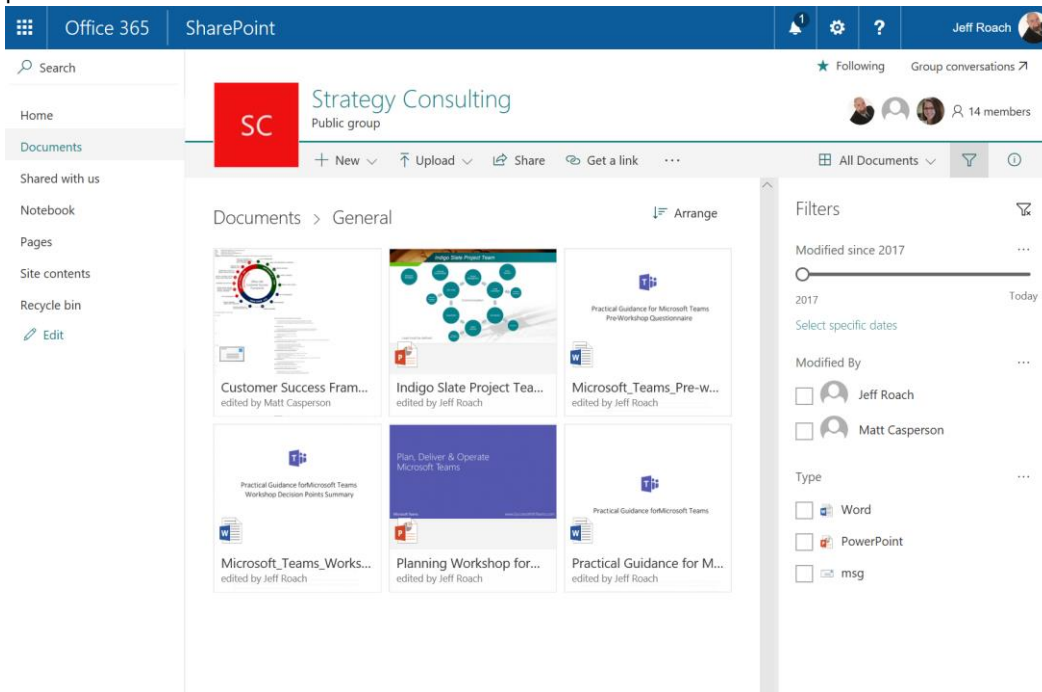 Office 365
SharePoint
1
?
Jeff Roach
Search
Following
Group conversations
Home
Documents
Shared with us
Notebook
Pages
Site contents
Recycle bin
Edit
SC
Strategy Consulting
Public group
14 members
New
Upload
Share
Get a link
...
All Documents
Documents > General
Arrange
Indigo Slate Project Team
Practical Guidance for Microsoft Teams
Pre-Workshop Questionnaire
Customer Success Fram...
edited by Matt Casperson
Indigo Slate Project Tea...
edited by Jeff Roach
Microsoft_Teams_Pre-w...
edited by Jeff Roach
Practical Guidance forMicrosoft Teams
Workshop Decision Points Summary
Plan, Deliver & Operate
Microsoft Teams
Practical Guidance forMicrosoft Teams
Microsoft_Teams_Works...
edited by Jeff Roach
Planning Workshop for...
edited by Jeff Roach
Practical Guidance for M...
edited by Jeff Roach
Filters
Modified since 2017
...
2017
Today
Select specific dates
Modified By
...
Jeff Roach
Matt Casperson
Type
...
Word
PowerPoint
msg